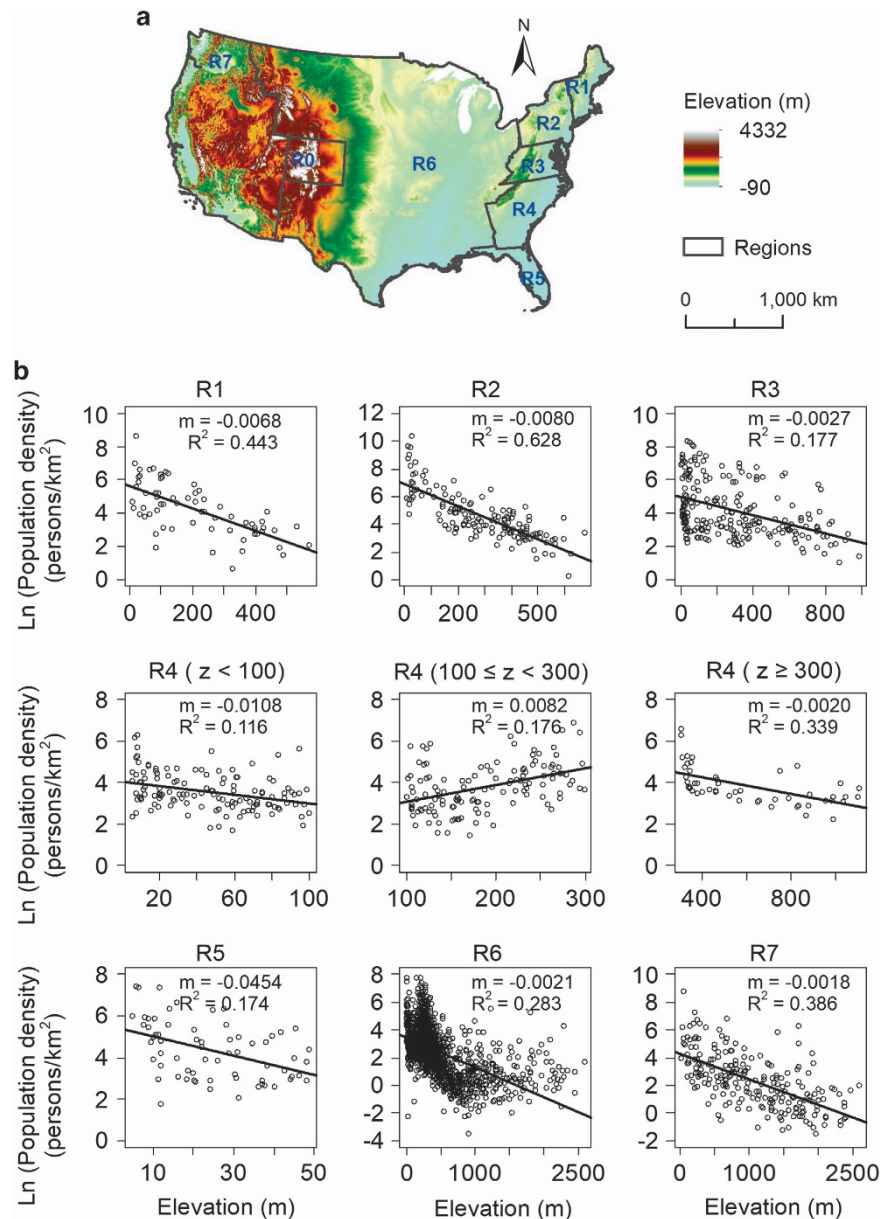 a
N
R7
R0
R6
R1
R2
R3
R4
R5
Elevation (m)
4332
-90
Regions
0 1,000 km
b
R1
m = -0.0068
R² = 0.443
10
8
6
4
2
0
0 200 400
Ln (Population density)
(persons/km²)
R2
m = -0.0080
R² = 0.628
12
10
8
6
4
2
0
0 200 500
R3
m = -0.0027
R² = 0.177
10
8
6
4
2
0
0 400 800
R4 ( z < 100)
m = -0.0108
R² = 0.116
8
6
4
2
0
20 60 100
Ln (Population density)
(persons/km²)
R4 (100 ≤ z < 300)
m = 0.0082
R² = 0.176
8
6
4
2
0
100 200 300
R4 ( z ≥ 300)
m = -0.0020
R² = 0.339
8
6
4
2
0
400 800
R5
m = -0.0454
R² = 0.174
8
6
4
2
0
10 30 50
Ln (Population density)
(persons/km²)
Elevation (m)
R6
m = -0.0021
R² = 0.283
8
6
4
2
0
-2
-4
0 1000 2500
Elevation (m)
R7
m = -0.0018
R² = 0.386
10
8
6
4
2
0
-2
0 1000 2500
Elevation (m)